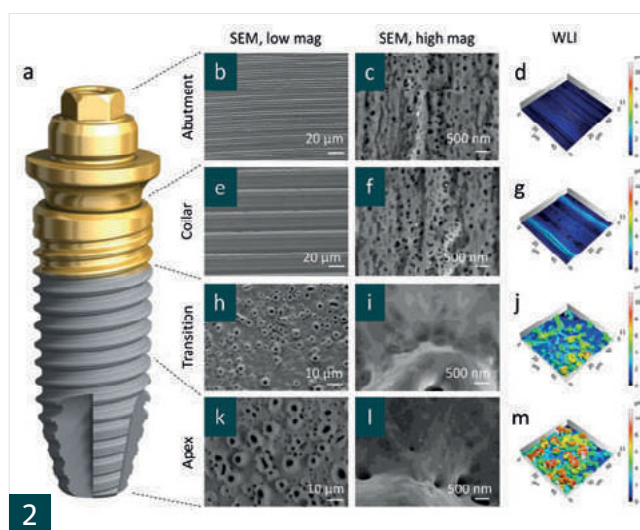 SEM, low mag SEM, high mag WLI
a b c d
Abutment
20 µm 500 nm
e f g
Collar
20 µm 500 nm
h i j
Transition
10 µm 500 nm
k l m
Apex
10 µm 500 nm
2